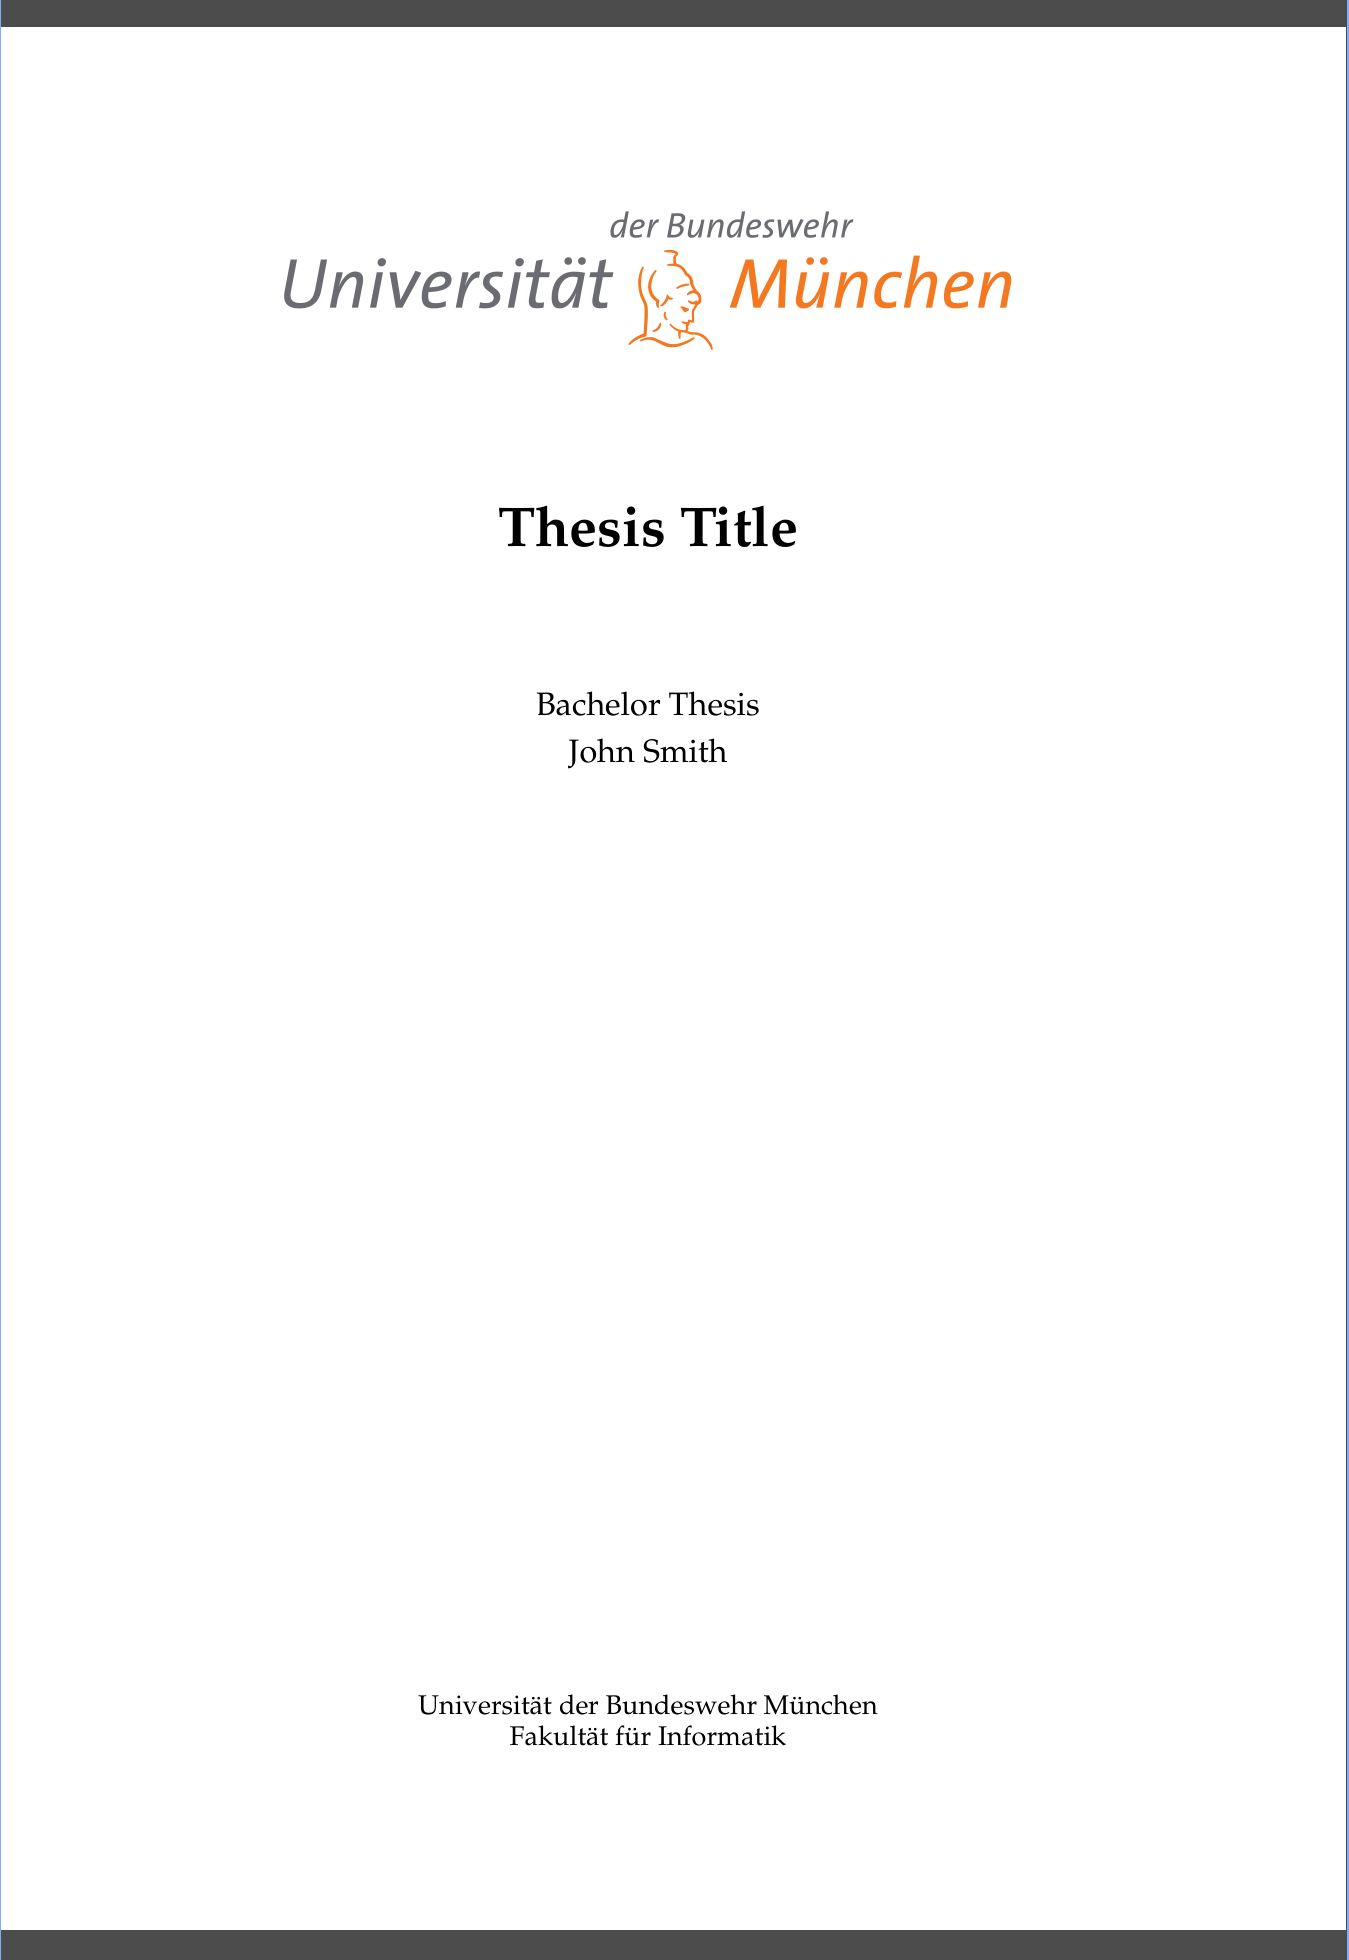 der Bundeswehr
Universität München
Thesis Title
Bachelor Thesis
John Smith
Universität der Bundeswehr München
Fakultät für Informatik